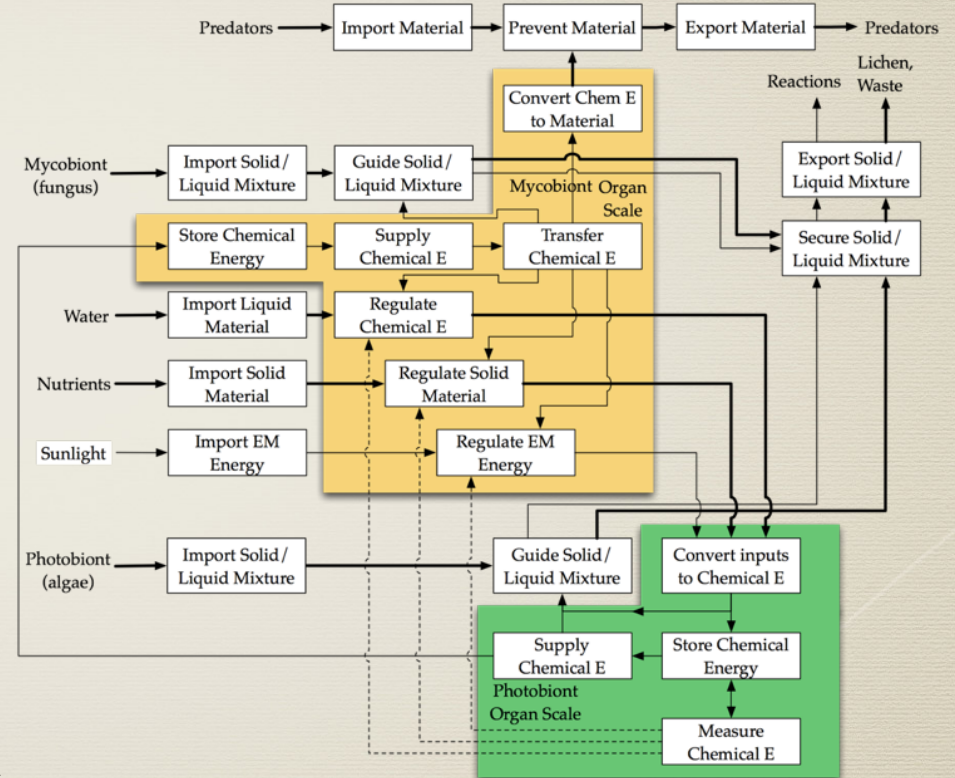 Predators
Import Material
Prevent Material
Export Material
Predators
Lichen,
Waste
Reactions
Convert Chem E
to Material
Mycobiont
(fungus)
Import Solid/
Liquid Mixture
Guide Solid/
Liquid Mixture
Export Solid/
Liquid Mixture
Mycobiont Organ
Scale
Store Chemical
Energy
Supply
Chemical E
Transfer
Chemical E
Secure Solid/
Liquid Mixture
Water
Import Liquid
Material
Regulate
Chemical E
Nutrients
Import Solid
Material
Regulate Solid
Material
Sunlight
Import EM
Energy
Regulate EM
Energy
Photobiont
(algae)
Import Solid/
Liquid Mixture
Guide Solid/
Liquid Mixture
Convert inputs
to Chemical E
Supply
Chemical E
Store Chemical
Energy
Photobiont
Organ Scale
Measure
Chemical E